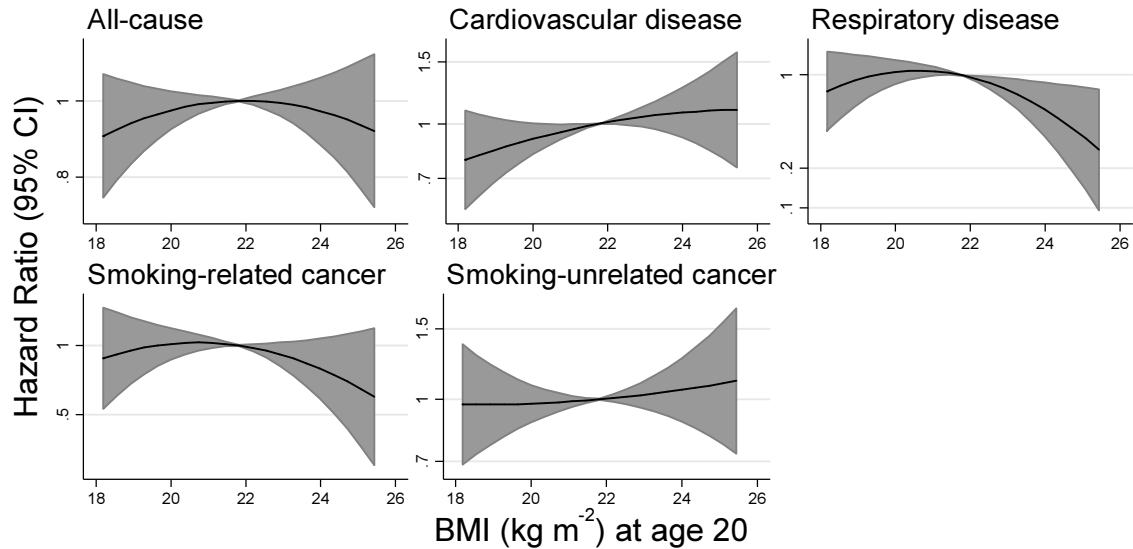 All-cause
Cardiovascular disease
Respiratory disease
Hazard Ratio (95% CI)
1
.8
18 20 22 24 26
1.5
1
.7
18 20 22 24 26
1
.2
.1
18 20 22 24 26
Smoking-related cancer
Smoking-unrelated cancer
1
.5
18 20 22 24 26
1.5
1
.7
18 20 22 24 26
BMI (kg m⁻²) at age 20